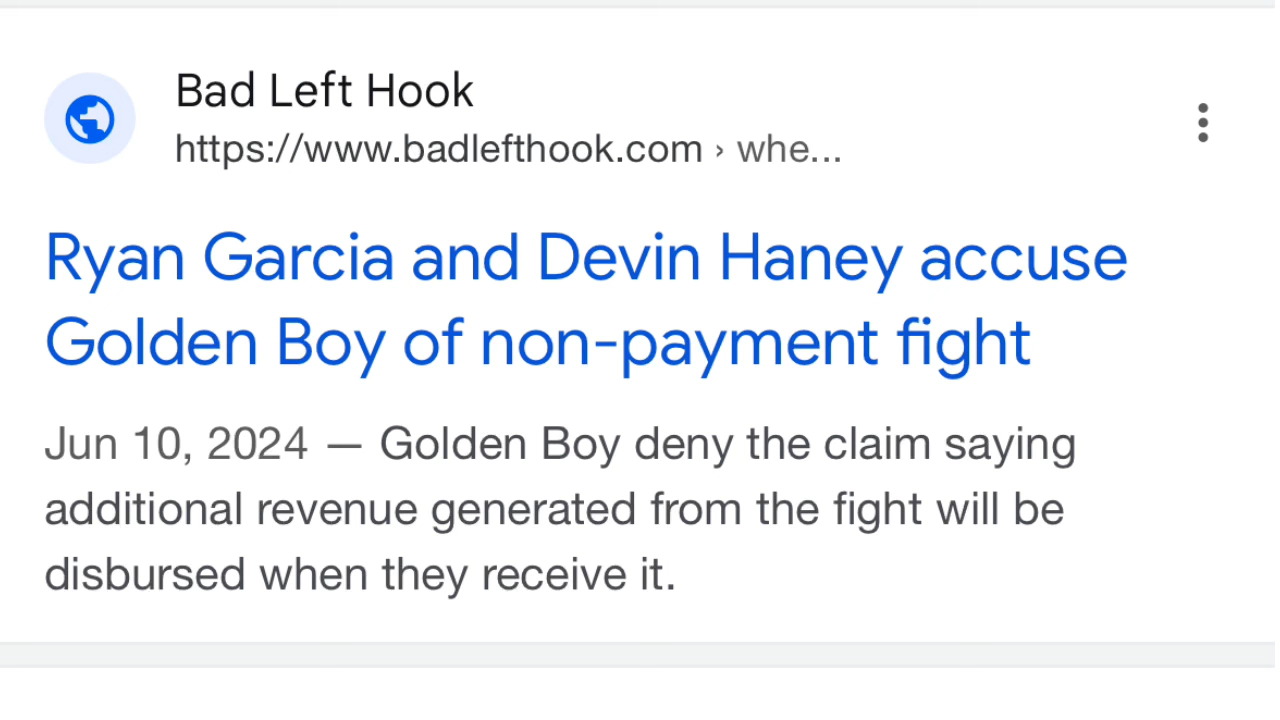 Bad Left Hook
https://www.badlefthook.com › whe...
Ryan Garcia and Devin Haney accuse
Golden Boy of non-payment fight
Jun 10, 2024 — Golden Boy deny the claim saying
additional revenue generated from the fight will be
disbursed when they receive it.